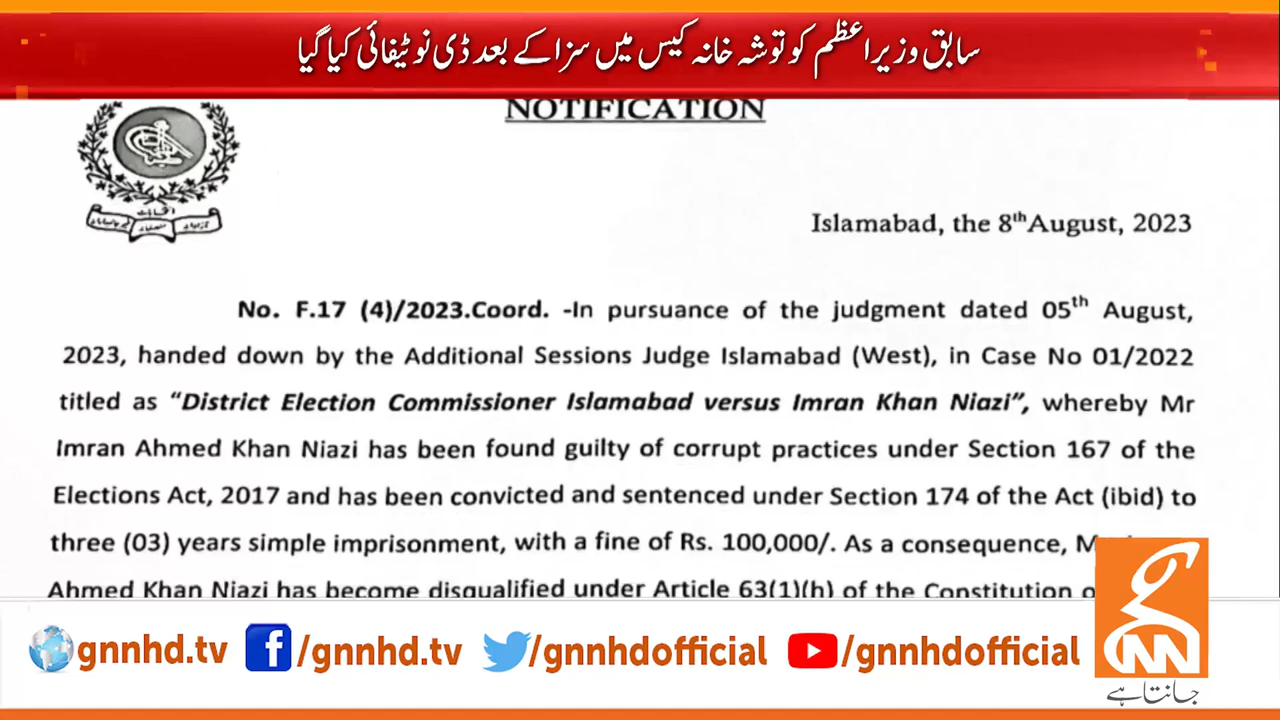 سابق وزیراعظم کو توشہ خانہ کیس میں سزا کے بعد ڈی نوٹیفائی کیا گیا
NOTIFICATION
Islamabad, the 8th August, 2023
No. F.17 (4)/2023.Coord. -In pursuance of the judgment dated 05th August,
2023, handed down by the Additional Sessions Judge Islamabad (West), in Case No 01/2022
titled as “District Election Commissioner Islamabad versus Imran Khan Niazi”, whereby Mr
Imran Ahmed Khan Niazi has been found guilty of corrupt practices under Section 167 of the
Elections Act, 2017 and has been convicted and sentenced under Section 174 of the Act (ibid) to
three (03) years simple imprisonment, with a fine of Rs. 100,000/. As a consequence,
Ahmed Khan Niazi has become disqualified under Article 63(1)(h) of the Constitution
gnnhd.tv /gnnhd.tv /gnnhdofficial /gnnhdofficial
GNN
جانتا ہے